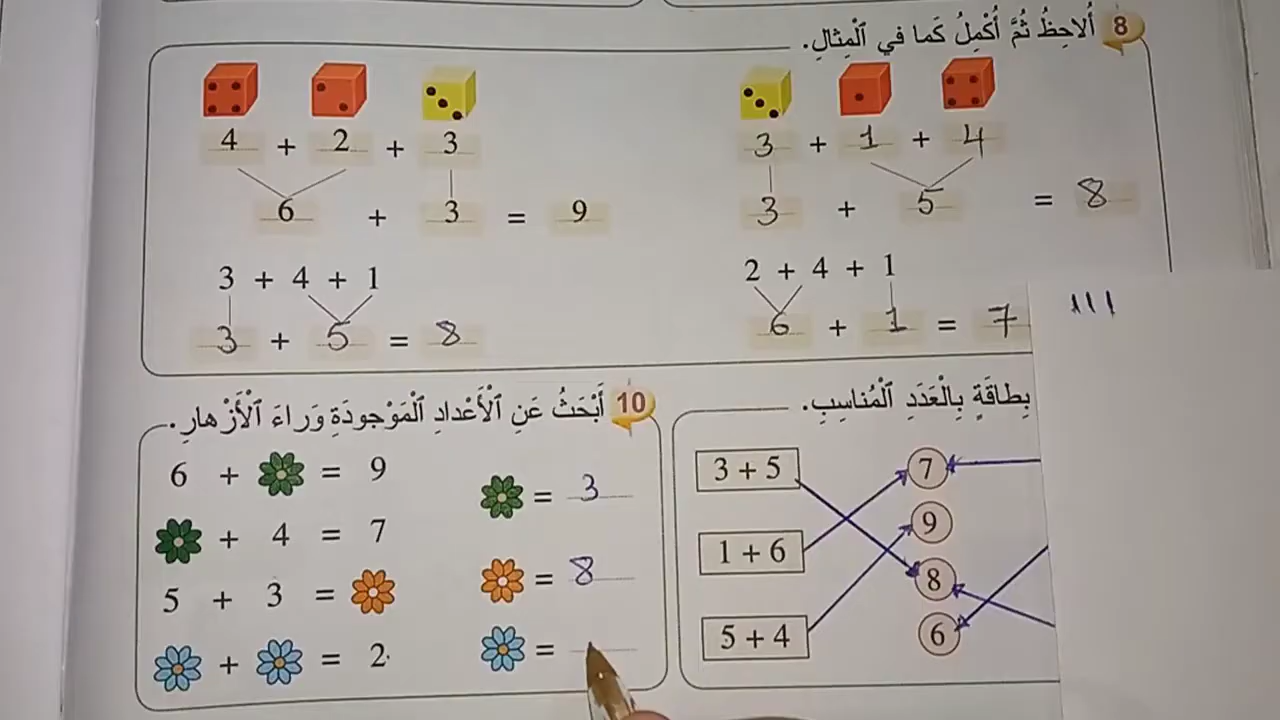 8 أُلاحِظُ ثُمَّ أُكْمِلُ كَما في ٱلْمِثالِ.
4 + 2 + 3
6 + 3 = 9
3 + 4 + 1
3 + 5 = 8
3 + 1 + 4
3 + 5 = 8
2 + 4 + 1
6 + 1 = 7
111
بِطاقَةٍ بِالْعَدَدِ ٱلْمُناسِبِ.
3 + 5
1 + 6
5 + 4
7
9
8
6
10 أَبْحَثُ عَنِ ٱلْأَعْدادِ ٱلْمَوْجودَةِ وَراءَ ٱلْأَزْهارِ.
6 + = 9
+ 4 = 7
5 + 3 =
+ = 2
= 3
= 8
=